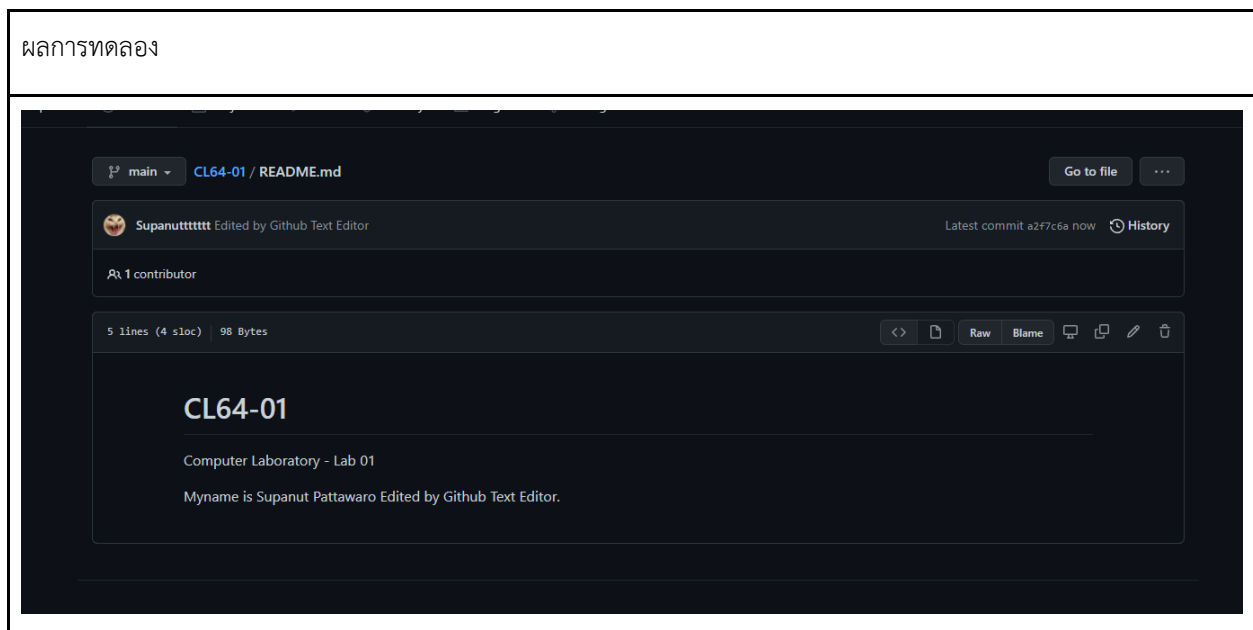 ผลการทดลอง
main CL64-01 / README.md Go to file ...
Supanuttttttt Edited by Github Text Editor Latest commit a2f7c6a now History
1 contributor
5 lines (4 sloc) 98 Bytes <> Raw Blame
CL64-01
Computer Laboratory - Lab 01
Myname is Supanut Pattawaro Edited by Github Text Editor.